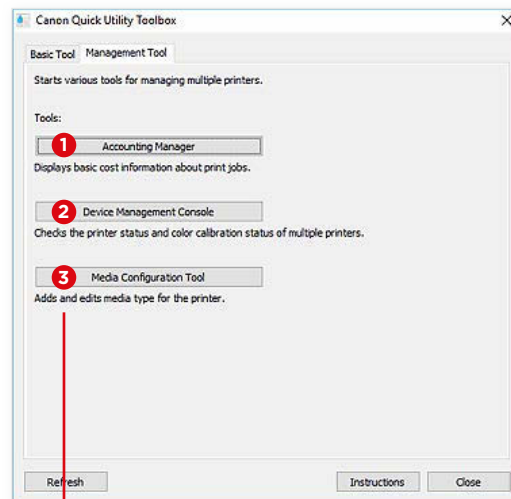 Canon Quick Utility Toolbox
Basic Tool Management Tool
Starts various tools for managing multiple printers.
Tools:
1 Accounting Manager
Displays basic cost information about print jobs.
2 Device Management Console
Checks the printer status and color calibration status of multiple printers.
3 Media Configuration Tool
Adds and edits media type for the printer.
Refresh Instructions Close